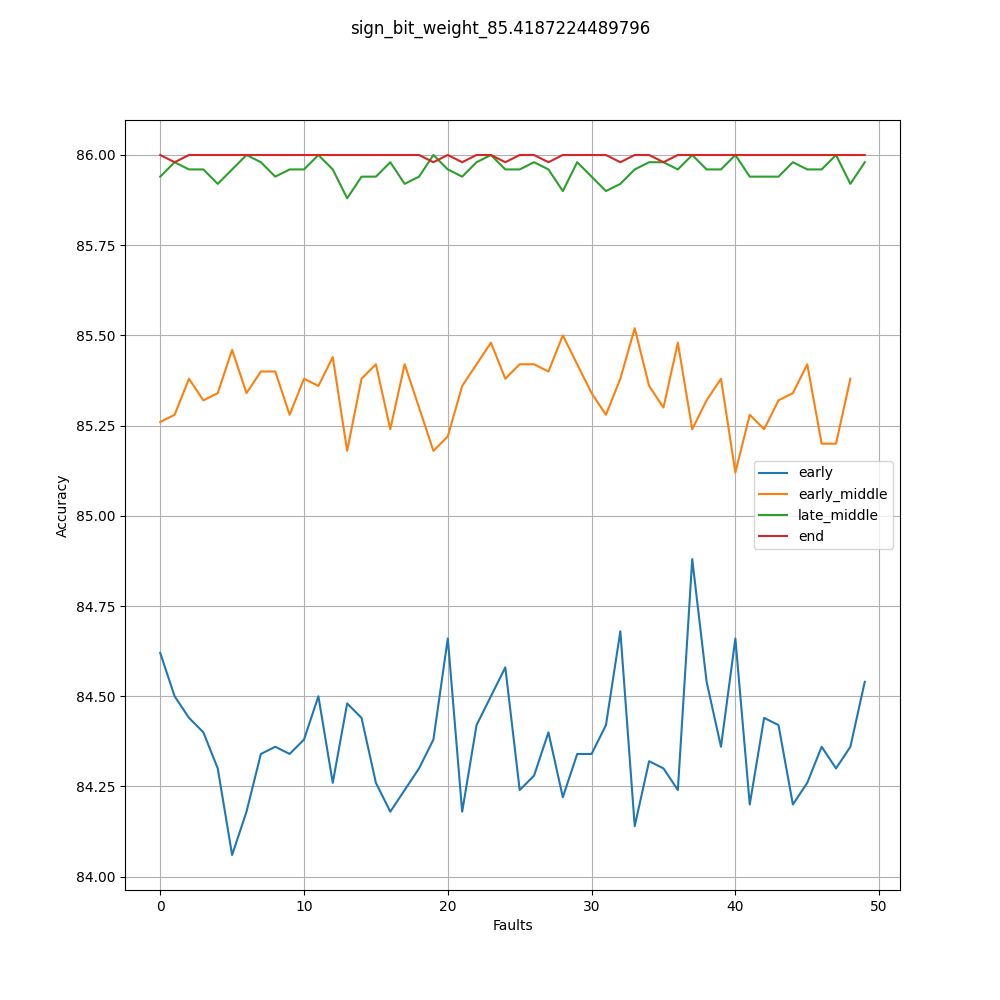 sign_bit_weight_85.4187224489796
86.00
85.75
85.50
85.25
85.00
84.75
84.50
84.25
84.00
Accuracy
early
early_middle
late_middle
end
0 10 20 30 40 50
Faults